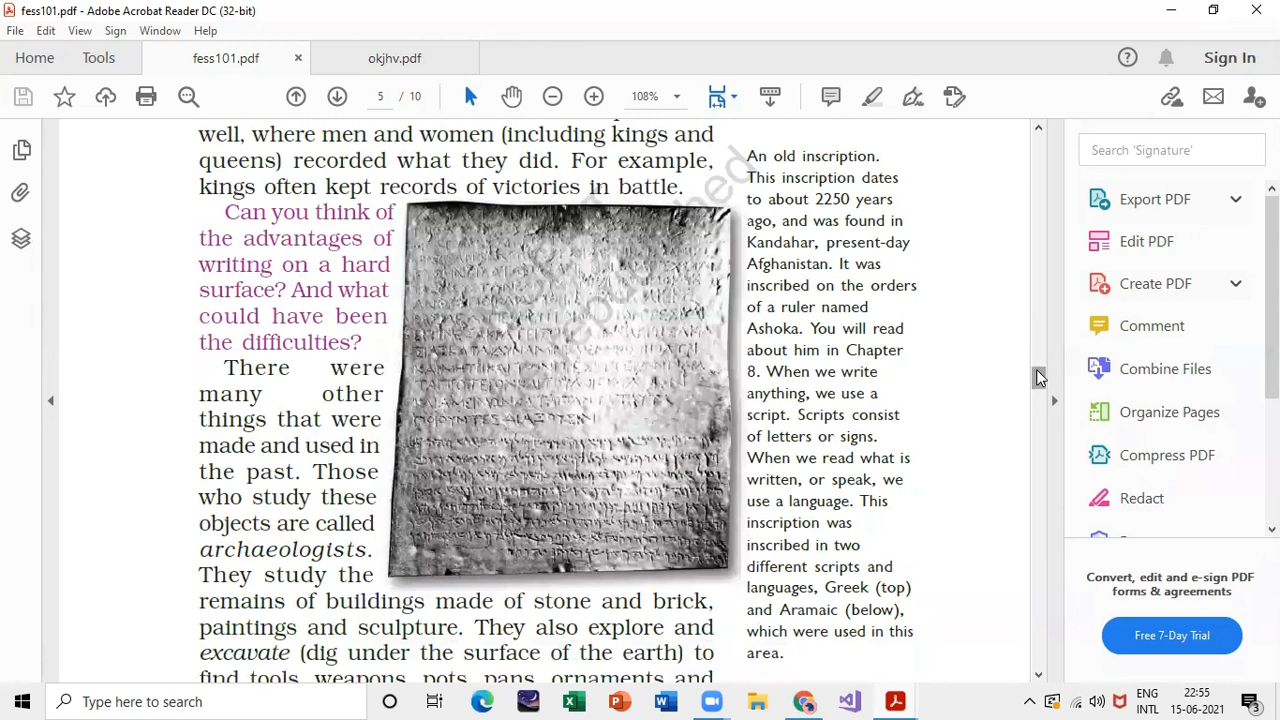 fess101.pdf - Adobe Acrobat Reader DC (32-bit)
File Edit View Sign Window Help
Home Tools fess101.pdf × okjhv.pdf
Sign In
5 / 10 108%
well, where men and women (including kings and
queens) recorded what they did. For example,
kings often kept records of victories in battle.
Can you think of
the advantages of
writing on a hard
surface? And what
could have been
the difficulties?
There were
many other
things that were
made and used in
the past. Those
who study these
objects are called
archaeologists.
They study the
remains of buildings made of stone and brick,
paintings and sculpture. They also explore and
excavate (dig under the surface of the earth) to
find tools, weapons, pots, pans, ornaments and
An old inscription.
This inscription dates
to about 2250 years
ago, and was found in
Kandahar, present-day
Afghanistan. It was
inscribed on the orders
of a ruler named
Ashoka. You will read
about him in Chapter
8. When we write
anything, we use a
script. Scripts consist
of letters or signs.
When we read what is
written, or speak, we
use a language. This
inscription was
inscribed in two
different scripts and
languages, Greek (top)
and Aramaic (below),
which were used in this
area.
Search 'Signature'
Export PDF
Edit PDF
Create PDF
Comment
Combine Files
Organize Pages
Compress PDF
Redact
Convert, edit and e-sign PDF
forms & agreements
Free 7-Day Trial
Type here to search
ENG
INTL
22:55
15-06-2021
3